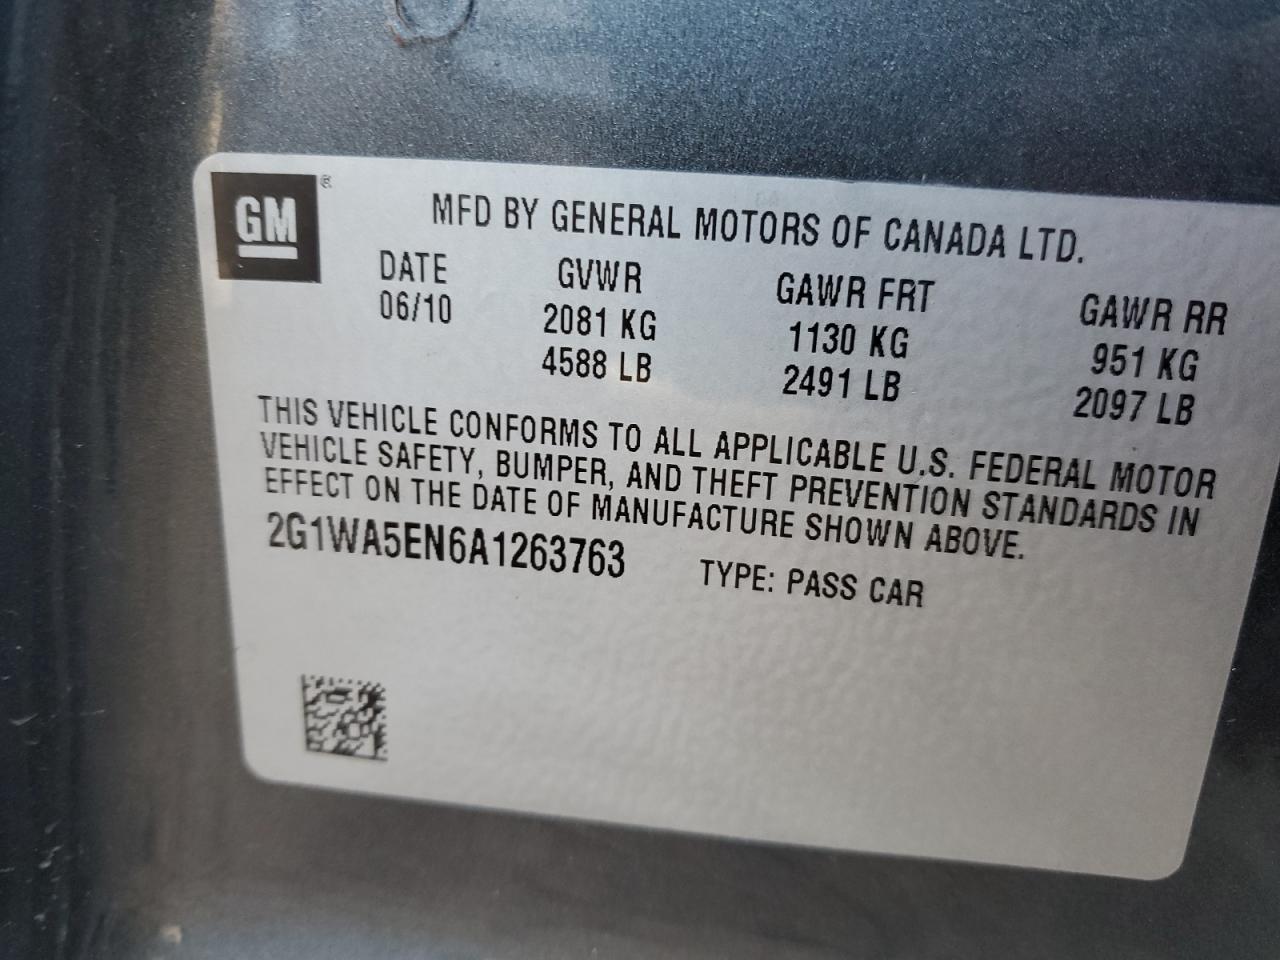 GM®
MFD BY GENERAL MOTORS OF CANADA LTD.
DATE GVWR GAWR FRT GAWR RR
06/10 2081 KG 1130 KG 951 KG
4588 LB 2491 LB 2097 LB
THIS VEHICLE CONFORMS TO ALL APPLICABLE U.S. FEDERAL MOTOR
VEHICLE SAFETY, BUMPER, AND THEFT PREVENTION STANDARDS IN
EFFECT ON THE DATE OF MANUFACTURE SHOWN ABOVE.
2G1WA5EN6A1263763 TYPE: PASS CAR